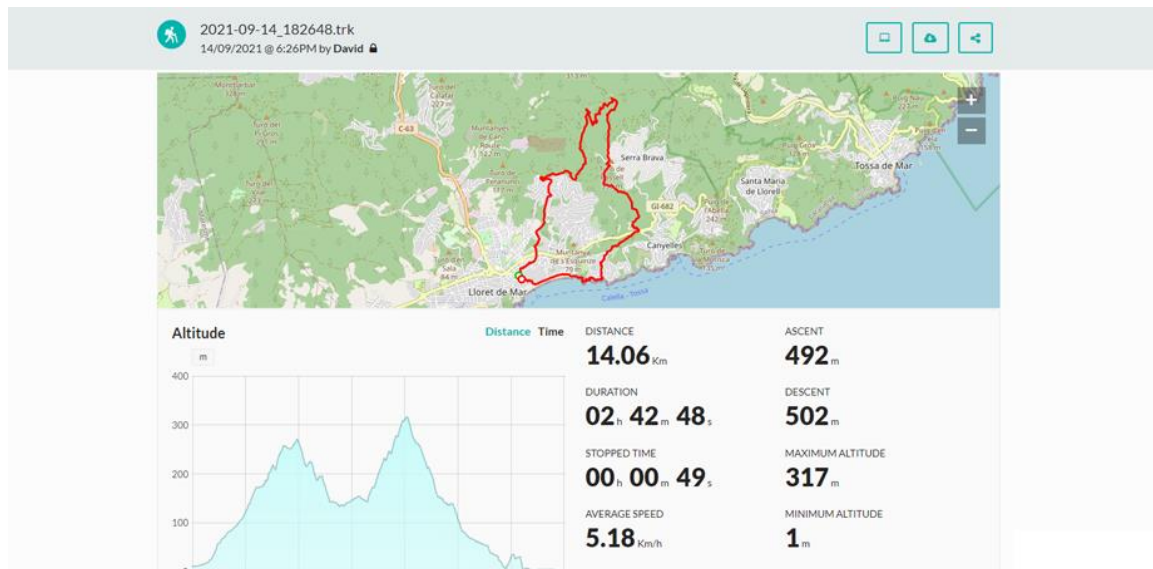 2021-09-14_182648.trk
14/09/2021 @ 6:26PM by David
C-63
Serra Brava
Tossa de Mar
Santa Maria
de Llorell
GI-682
Canyelles
Lloret de Mar
Calella - Tossa
+
−
Altitude
Distance Time
m
400
300
200
100
DISTANCE
14.06 Km
ASCENT
492 m
DURATION
02 h 42 m 48 s
DESCENT
502 m
STOPPED TIME
00 h 00 m 49 s
MAXIMUM ALTITUDE
317 m
AVERAGE SPEED
5.18 Km/h
MINIMUM ALTITUDE
1 m